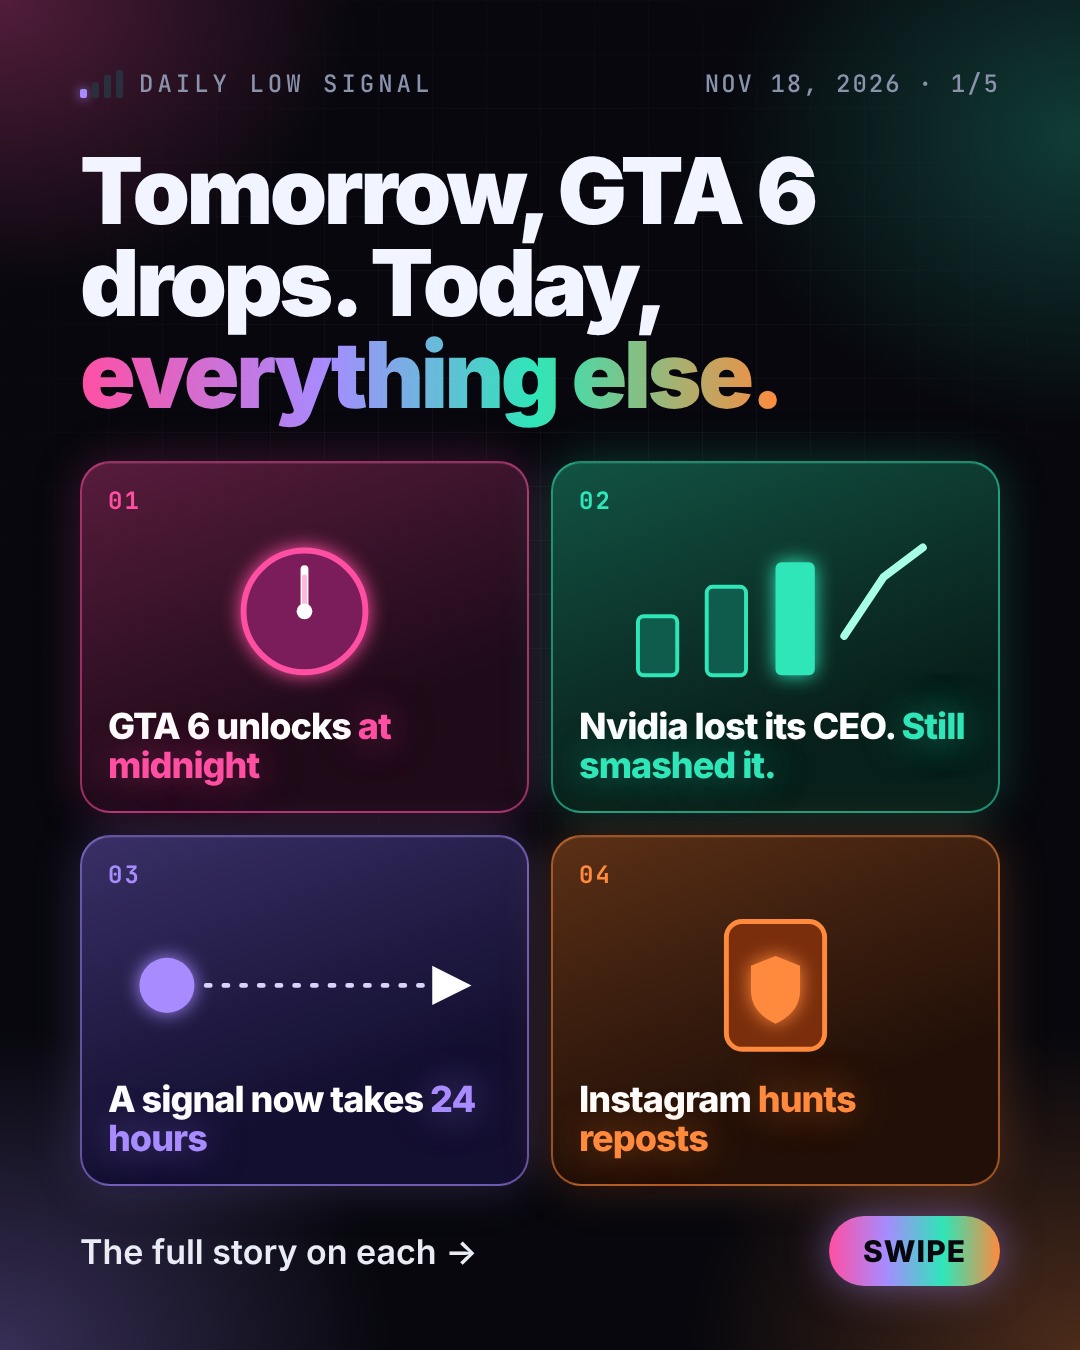 DAILY LOW SIGNAL
NOV 18, 2026 · 1/5
Tomorrow, GTA 6
drops. Today,
everything else.
01
GTA 6 unlocks at
midnight
02
Nvidia lost its CEO. Still
smashed it.
03
A signal now takes 24
hours
04
Instagram hunts
reposts
The full story on each →
SWIPE